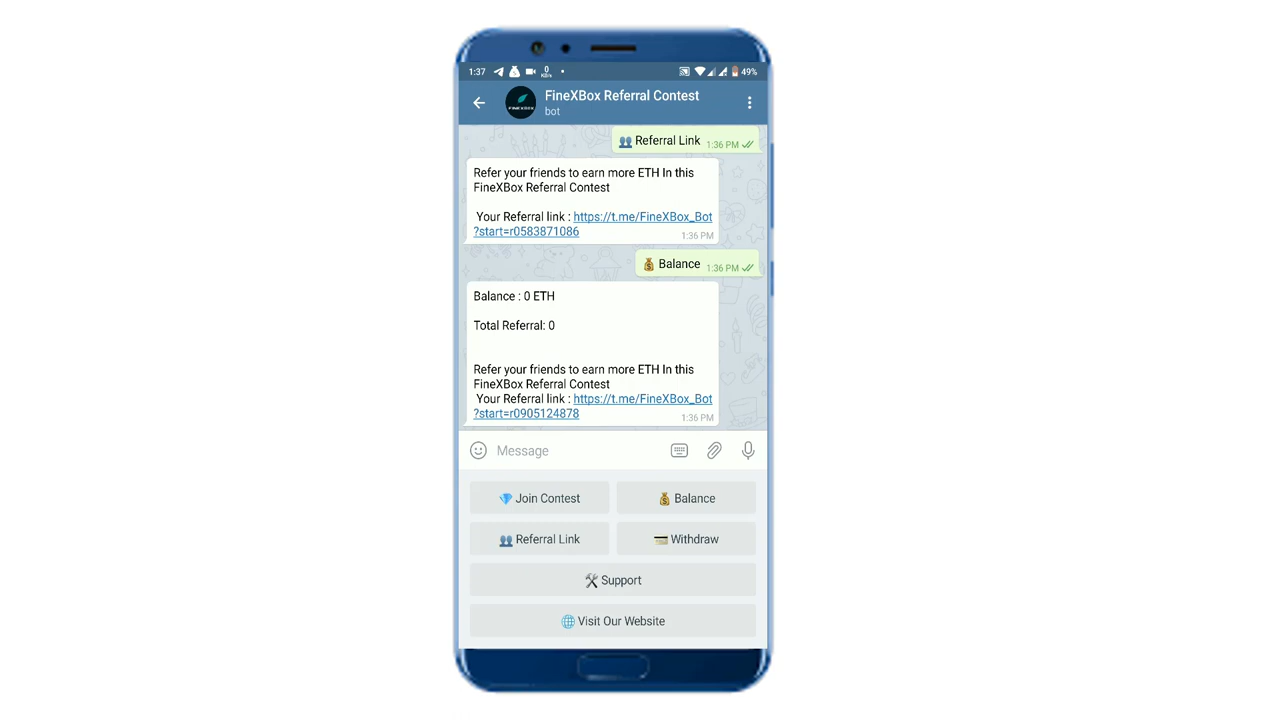 1:37
0
KB/s
49%
FINEXBOX
FineXBox Referral Contest
bot
Referral Link 1:36 PM
Refer your friends to earn more ETH In this
FineXBox Referral Contest
Your Referral link : https://t.me/FineXBox_Bot
?start=r0583871086
1:36 PM
Balance 1:36 PM
Balance : 0 ETH
Total Referral: 0
Refer your friends to earn more ETH In this
FineXBox Referral Contest
Your Referral link : https://t.me/FineXBox_Bot
?start=r0905124878
1:36 PM
Message
Join Contest
Balance
Referral Link
Withdraw
Support
Visit Our Website